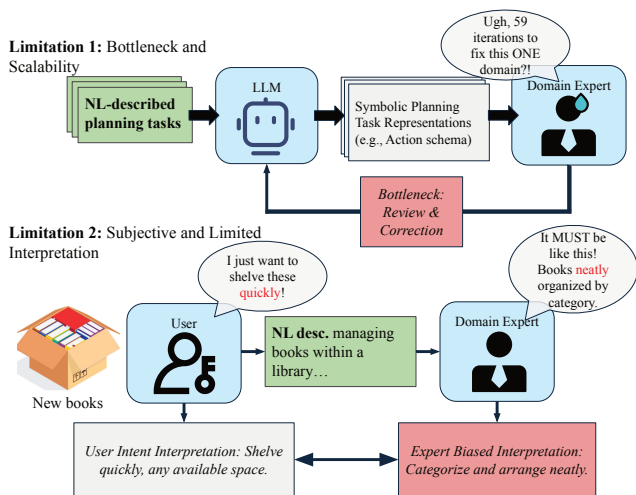 Limitation 1: Bottleneck and
Scalability
Ugh, 59
iterations to
fix this ONE
domain?!
NL-described
planning tasks
LLM
Symbolic Planning
Task Representations
(e.g., Action schema)
Domain Expert
Bottleneck:
Review &
Correction
Limitation 2: Subjective and Limited
Interpretation
I just want to
shelve these
quickly!
It MUST be
like this!
Books neatly
organized by
category.
New books
User
NL desc. managing
books within a
library…
Domain Expert
User Intent Interpretation: Shelve
quickly, any available space.
Expert Biased Interpretation:
Categorize and arrange neatly.